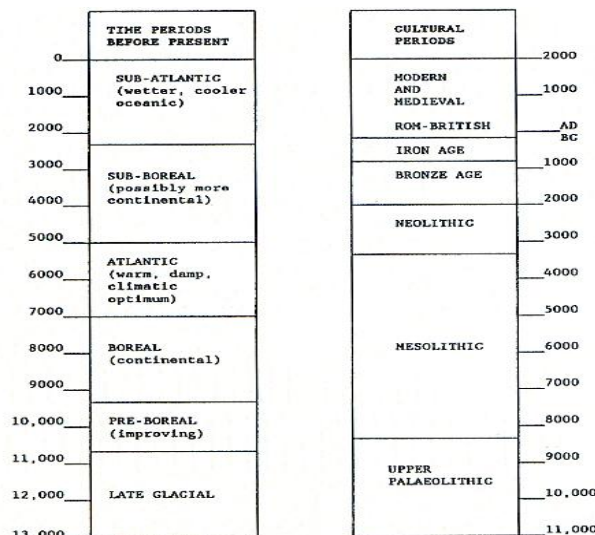 TIME PERIODS
BEFORE PRESENT
0
SUB-ATLANTIC
(wetter, cooler
oceanic)
1000
2000
3000
SUB-BOREAL
(possibly more
continental)
4000
5000
ATLANTIC
(warm, damp,
climatic
optimum)
6000
7000
BOREAL
(continental)
8000
9000
10,000
PRE-BOREAL
(improving)
11,000
LATE GLACIAL
12,000
13,000
CULTURAL
PERIODS
2000
MODERN
AND
MEDIEVAL
1000
ROM-BRITISH
AD
BC
IRON AGE
1000
BRONZE AGE
2000
NEOLITHIC
3000
4000
5000
MESOLITHIC
6000
7000
8000
9000
UPPER
PALAEOLITHIC
10,000
11,000